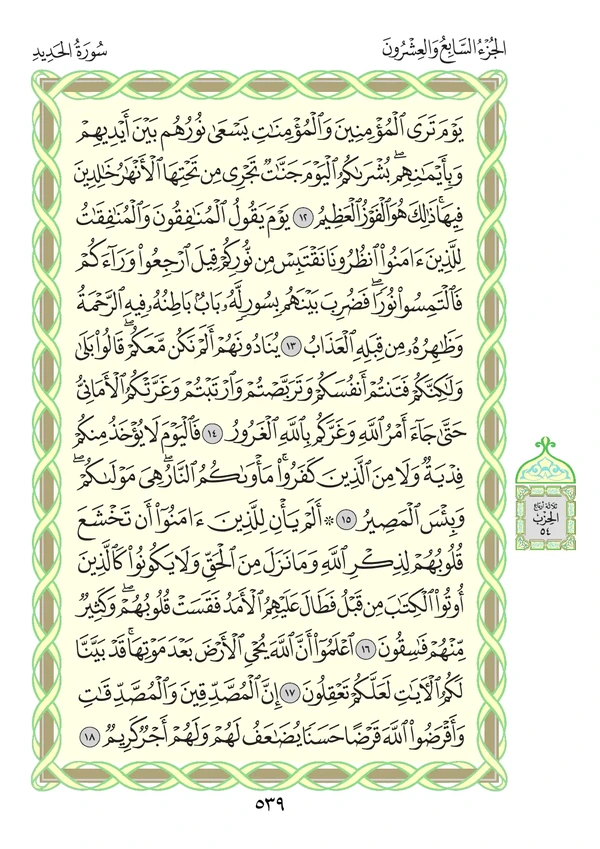 الجُزْءُ السَّابِعُ وَالعِشْرُونَ
سُورَةُ الحَدِيدِ
يَوْمَ تَرَى ٱلْمُؤْمِنِينَ وَٱلْمُؤْمِنَٰتِ يَسْعَىٰ نُورُهُم بَيْنَ أَيْدِيهِمْ
وَبِأَيْمَٰنِهِمۖ بُشْرَىٰكُمُ ٱلْيَوْمَ جَنَّٰتٌ تَجْرِى مِن تَحْتِهَا ٱلْأَنْهَٰرُ خَٰلِدِينَ
فِيهَاۚ ذَٰلِكَ هُوَ ٱلْفَوْزُ ٱلْعَظِيمُ ١٢ يَوْمَ يَقُولُ ٱلْمُنَٰفِقُونَ وَٱلْمُنَٰفِقَٰتُ
لِلَّذِينَ ءَامَنُوا۟ ٱنظُرُونَا نَقْتَبِسْ مِن نُّورِكُمْ قِيلَ ٱرْجِعُوا۟ وَرَآءَكُمْ
فَٱلْتَمِسُوا۟ نُورًاۖ فَضُرِبَ بَيْنَهُم بِسُورٍ لَّهُۥ بَابٌۢ بَاطِنُهُۥ فِيهِ ٱلرَّحْمَةُ
وَظَٰهِرُهُۥ مِن قِبَلِهِ ٱلْعَذَابُ ١٣ يُنَادُونَهُمْ أَلَمْ نَكُن مَّعَكُمْۖ قَالُوا۟ بَلَىٰ
وَلَٰكِنَّكُمْ فَتَنتُمْ أَنفُسَكُمْ وَتَرَبَّصْتُمْ وَٱرْتَبْتُمْ وَغَرَّتْكُمُ ٱلْأَمَانِىُّ
حَتَّىٰ جَآءَ أَمْرُ ٱللَّهِ وَغَرَّكُم بِٱللَّهِ ٱلْغَرُورُ ١٤ فَٱلْيَوْمَ لَا يُؤْخَذُ مِنكُمْ
فِدْيَةٌ وَلَا مِنَ ٱلَّذِينَ كَفَرُوا۟ۚ مَأْوَىٰكُمُ ٱلنَّارُۖ هِىَ مَوْلَىٰكُمْۖ
وَبِئْسَ ٱلْمَصِيرُ ١٥ ۞ أَلَمْ يَأْنِ لِلَّذِينَ ءَامَنُوٓا۟ أَن تَخْشَعَ
قُلُوبُهُمْ لِذِكْرِ ٱللَّهِ وَمَا نَزَلَ مِنَ ٱلْحَقِّ وَلَا يَكُونُوا۟ كَٱلَّذِينَ
أُوتُوا۟ ٱلْكِتَٰبَ مِن قَبْلُ فَطَالَ عَلَيْهِمُ ٱلْأَمَدُ فَقَسَتْ قُلُوبُهُمْۖ وَكَثِيرٌ
مِّنْهُمْ فَٰسِقُونَ ١٦ ٱعْلَمُوٓا۟ أَنَّ ٱللَّهَ يُحْىِ ٱلْأَرْضَ بَعْدَ مَوْتِهَاۚ قَدْ بَيَّنَّا
لَكُمُ ٱلْءَايَٰتِ لَعَلَّكُمْ تَعْقِلُونَ ١٧ إِنَّ ٱلْمُصَّدِّقِينَ وَٱلْمُصَّدِّقَٰتِ
وَأَقْرَضُوا۟ ٱللَّهَ قَرْضًا حَسَنًا يُضَٰعَفُ لَهُمْ وَلَهُمْ أَجْرٌ كَرِيمٌ ١٨
ثلاثة أرباع
الحزب
٥٤
٥٣٩